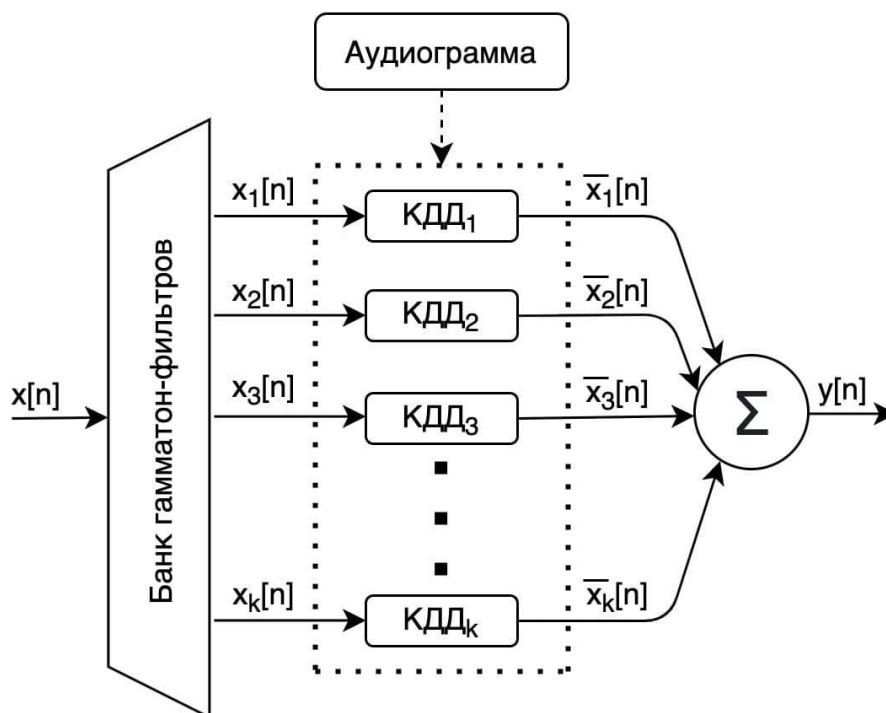 Аудиограмма
x₁[n] КДД₁ x̅₁[n]
x₂[n] КДД₂ x̅₂[n]
x[n] Банк гамматон-фильтров x₃[n] КДД₃ x̅₃[n] Σ y[n]
xₖ[n] КДДₖ x̅ₖ[n]